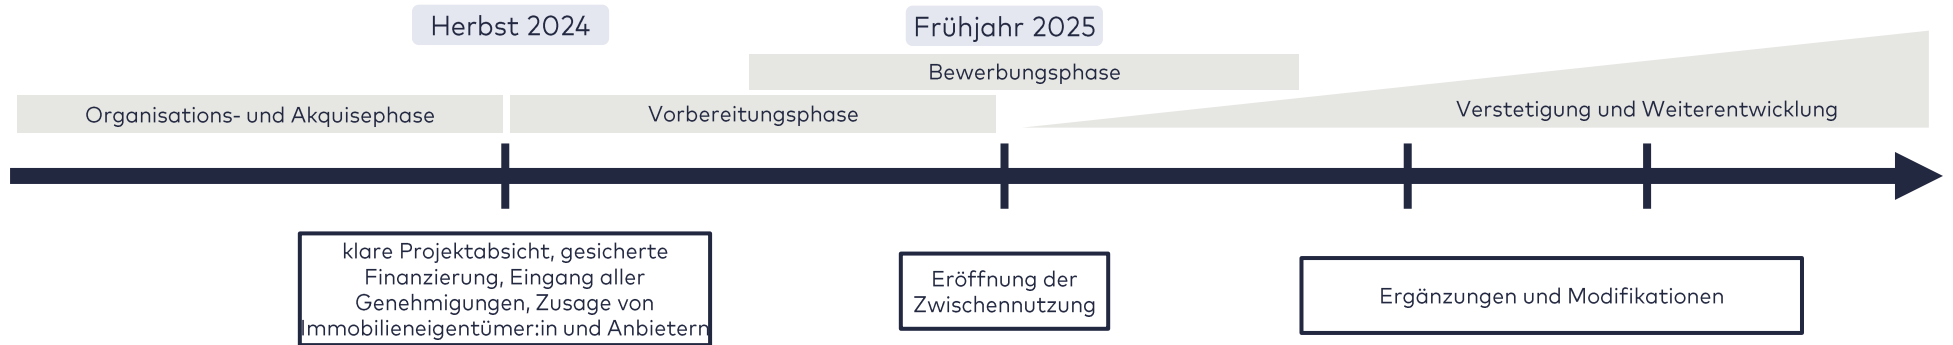 Herbst 2024
Frühjahr 2025
Bewerbungsphase
Organisations- und Akquisephase
Vorbereitungsphase
Verstetigung und Weiterentwicklung
klare Projektabsicht, gesicherte
Finanzierung, Eingang aller
Genehmigungen, Zusage von
Immobilieneigentümer:in und Anbietern
Eröffnung der
Zwischennutzung
Ergänzungen und Modifikationen